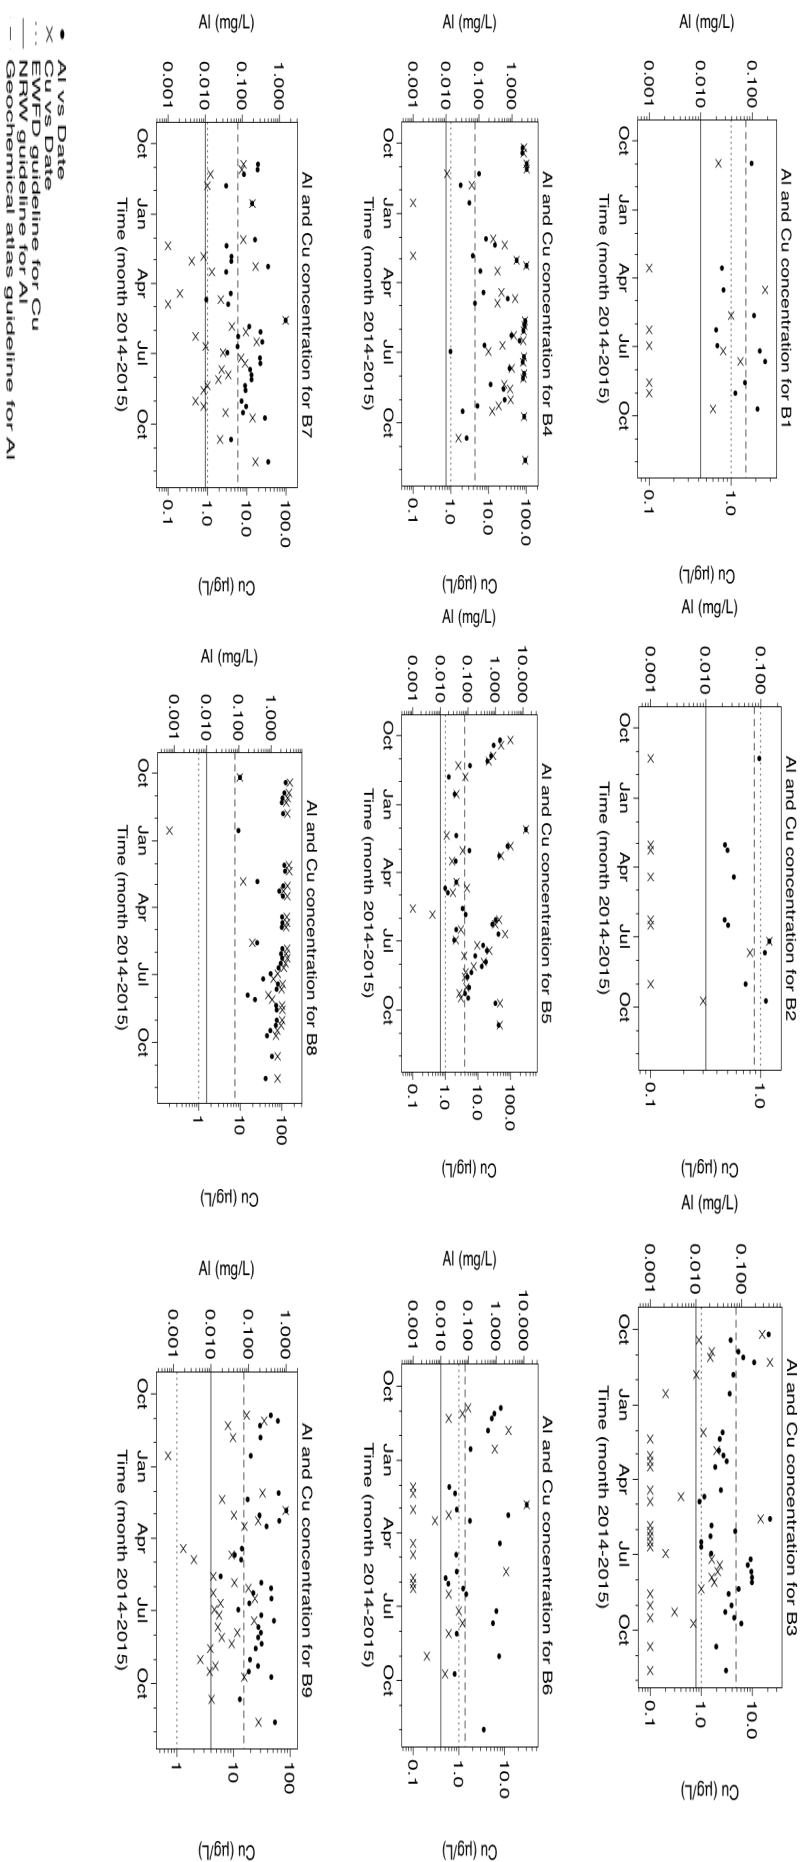 Al and Cu concentration for B1
Al (mg/L)
0.100
0.010
0.001
1.0
0.1
Cu (µg/L)
Oct Jan Apr Jul Oct
Time (month 2014-2015)
Al and Cu concentration for B2
Al (mg/L)
0.100
0.010
0.001
1.0
0.1
Cu (µg/L)
Oct Jan Apr Jul Oct
Time (month 2014-2015)
Al and Cu concentration for B3
Al (mg/L)
0.100
0.010
0.001
10.0
1.0
0.1
Cu (µg/L)
Oct Jan Apr Jul Oct
Time (month 2014-2015)
Al and Cu concentration for B4
Al (mg/L)
1.000
0.100
0.010
0.001
100.0
10.0
1.0
0.1
Cu (µg/L)
Oct Jan Apr Jul Oct
Time (month 2014-2015)
Al and Cu concentration for B5
Al (mg/L)
10.000
1.000
0.100
0.010
0.001
100.0
10.0
1.0
0.1
Cu (µg/L)
Oct Jan Apr Jul Oct
Time (month 2014-2015)
Al and Cu concentration for B6
Al (mg/L)
10.000
1.000
0.100
0.010
0.001
10.0
1.0
0.1
Cu (µg/L)
Oct Jan Apr Jul Oct
Time (month 2014-2015)
Al and Cu concentration for B7
Al (mg/L)
1.000
0.100
0.010
0.001
100.0
10.0
1.0
0.1
Cu (µg/L)
Oct Jan Apr Jul Oct
Time (month 2014-2015)
Al and Cu concentration for B8
Al (mg/L)
1.000
0.100
0.010
0.001
100
10
1
Cu (µg/L)
Oct Jan Apr Jul Oct
Time (month 2014-2015)
Al and Cu concentration for B9
Al (mg/L)
1.000
0.100
0.010
0.001
100
10
1
Cu (µg/L)
Oct Jan Apr Jul Oct
Time (month 2014-2015)
Al vs Date
Cu vs Date
EWFD guideline for Cu
NRW guideline for Al
Geochemical atlas guideline for Al